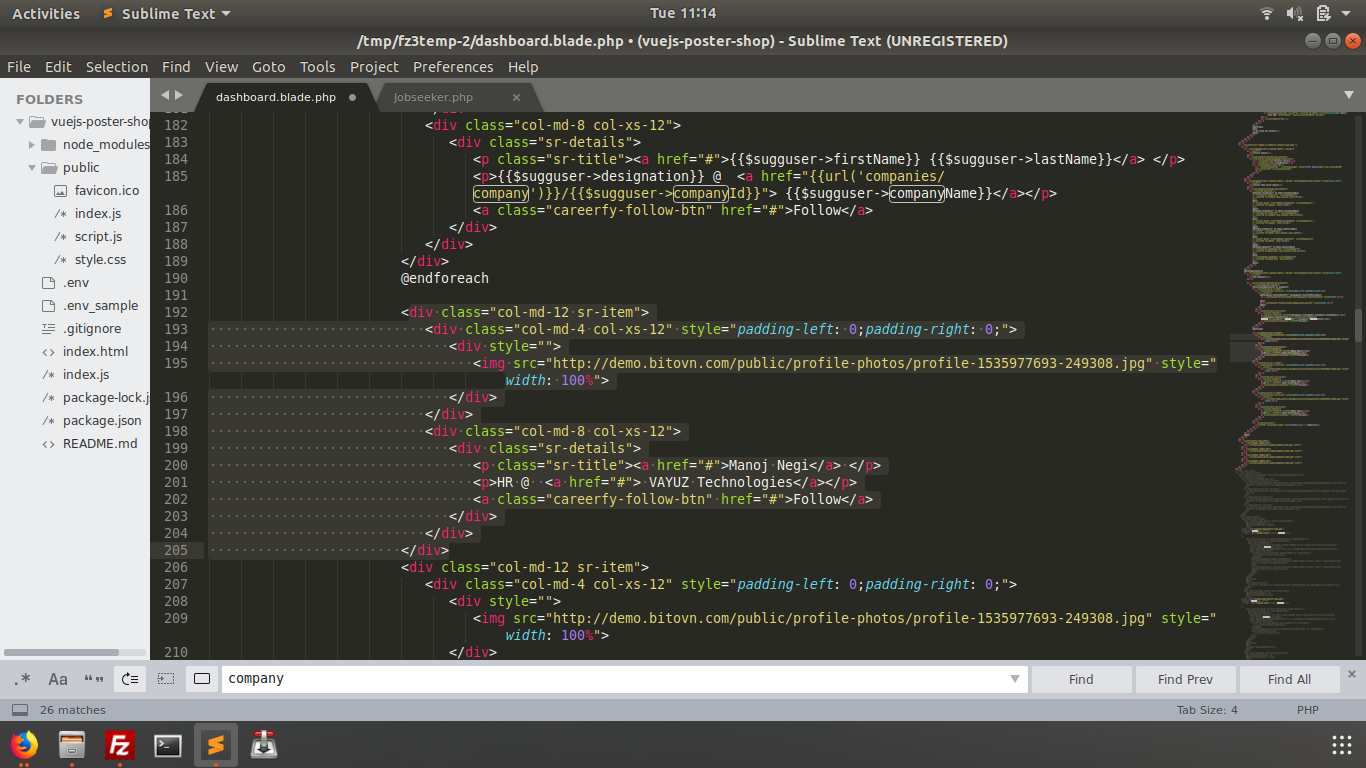 Activities Sublime Text Tue 11:14
/tmp/fz3temp-2/dashboard.blade.php • (vuejs-poster-shop) - Sublime Text (UNREGISTERED)
File Edit Selection Find View Goto Tools Project Preferences Help
FOLDERS
vuejs-poster-shop
node_modules
public
favicon.ico
index.js
script.js
style.css
.env
.env_sample
.gitignore
index.html
index.js
package-lock.j
package.json
README.md
dashboard.blade.php Jobseeker.php
182 <div class="col-md-8 col-xs-12">
183 <div class="sr-details">
184 <p class="sr-title"><a href="#">{{$sugguser->firstName}} {{$sugguser->lastName}}</a> </p>
185 <p>{{$sugguser->designation}} @  <a href="{{url('companies/
company')}}/{{$sugguser->companyId}}"> {{$sugguser->companyName}}</a></p>
186 <a class="careerfy-follow-btn" href="#">Follow</a>
187 </div>
188 </div>
189 </div>
190 @endforeach
191
192 <div class="col-md-12 sr-item">
193 <div class="col-md-4 col-xs-12" style="padding-left: 0;padding-right: 0;">
194 <div style="">
195 <img src="http://demo.bitovn.com/public/profile-photos/profile-1535977693-249308.jpg" style="
width: 100%">
196 </div>
197 </div>
198 <div class="col-md-8 col-xs-12">
199 <div class="sr-details">
200 <p class="sr-title"><a href="#">Manoj Negi</a> </p>
201 <p>HR @  <a href="#"> VAYUZ Technologies</a></p>
202 <a class="careerfy-follow-btn" href="#">Follow</a>
203 </div>
204 </div>
205 </div>
206 <div class="col-md-12 sr-item">
207 <div class="col-md-4 col-xs-12" style="padding-left: 0;padding-right: 0;">
208 <div style="">
209 <img src="http://demo.bitovn.com/public/profile-photos/profile-1535977693-249308.jpg" style="
width: 100%">
210 </div>
.* Aa “” company Find Find Prev Find All
26 matches Tab Size: 4 PHP